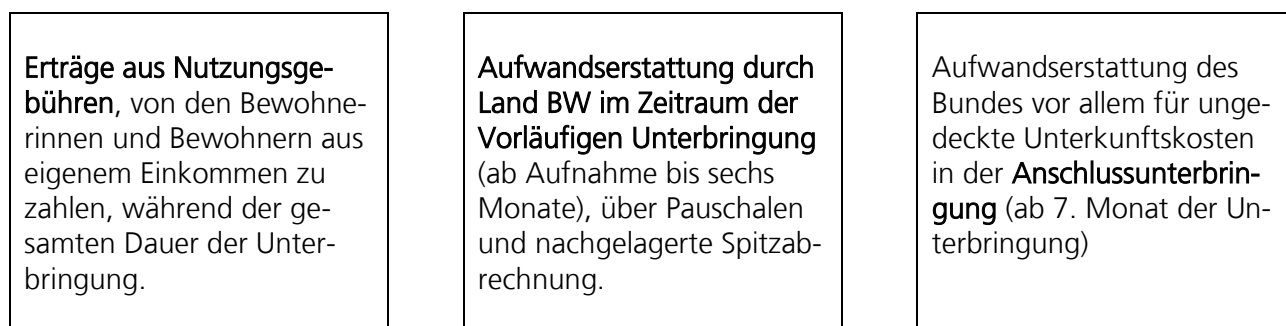 Erträge aus Nutzungsge-
bühren, von den Bewohne-
rinnen und Bewohnern aus
eigenem Einkommen zu
zahlen, während der ge-
samten Dauer der Unter-
bringung.
Aufwandserstattung durch
Land BW im Zeitraum der
Vorläufigen Unterbringung
(ab Aufnahme bis sechs
Monate), über Pauschalen
und nachgelagerte Spitzab-
rechnung.
Aufwandserstattung des
Bundes vor allem für unge-
deckte Unterkunftskosten
in der Anschlussunterbrin-
gung (ab 7. Monat der Un-
terbringung)